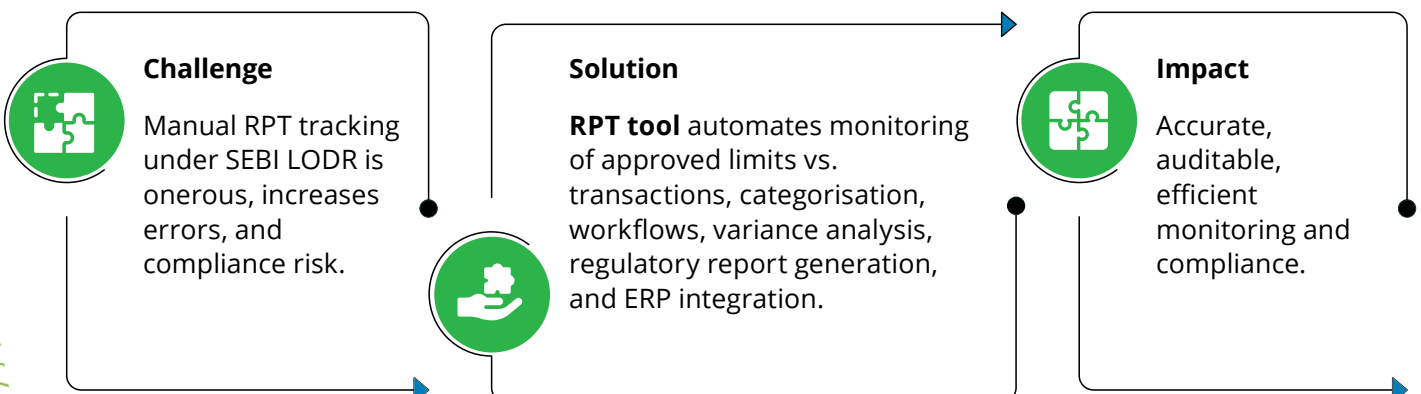 Challenge
Manual RPT tracking
under SEBI LODR is
onerous, increases
errors, and
compliance risk.
Solution
RPT tool automates monitoring
of approved limits vs.
transactions, categorisation,
workflows, variance analysis,
regulatory report generation,
and ERP integration.
Impact
Accurate,
auditable,
efficient
monitoring and
compliance.